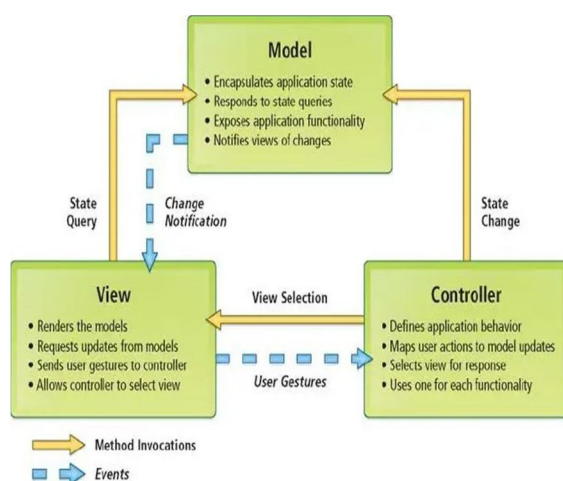 Model
• Encapsulates application state
• Responds to state queries
• Exposes application functionality
• Notifies views of changes
State
Query
Change
Notification
State
Change
View
• Renders the models
• Requests updates from models
• Sends user gestures to controller
• Allows controller to select view
View Selection
User Gestures
Controller
• Defines application behavior
• Maps user actions to model updates
• Selects view for response
• Uses one for each functionality
Method Invocations
Events